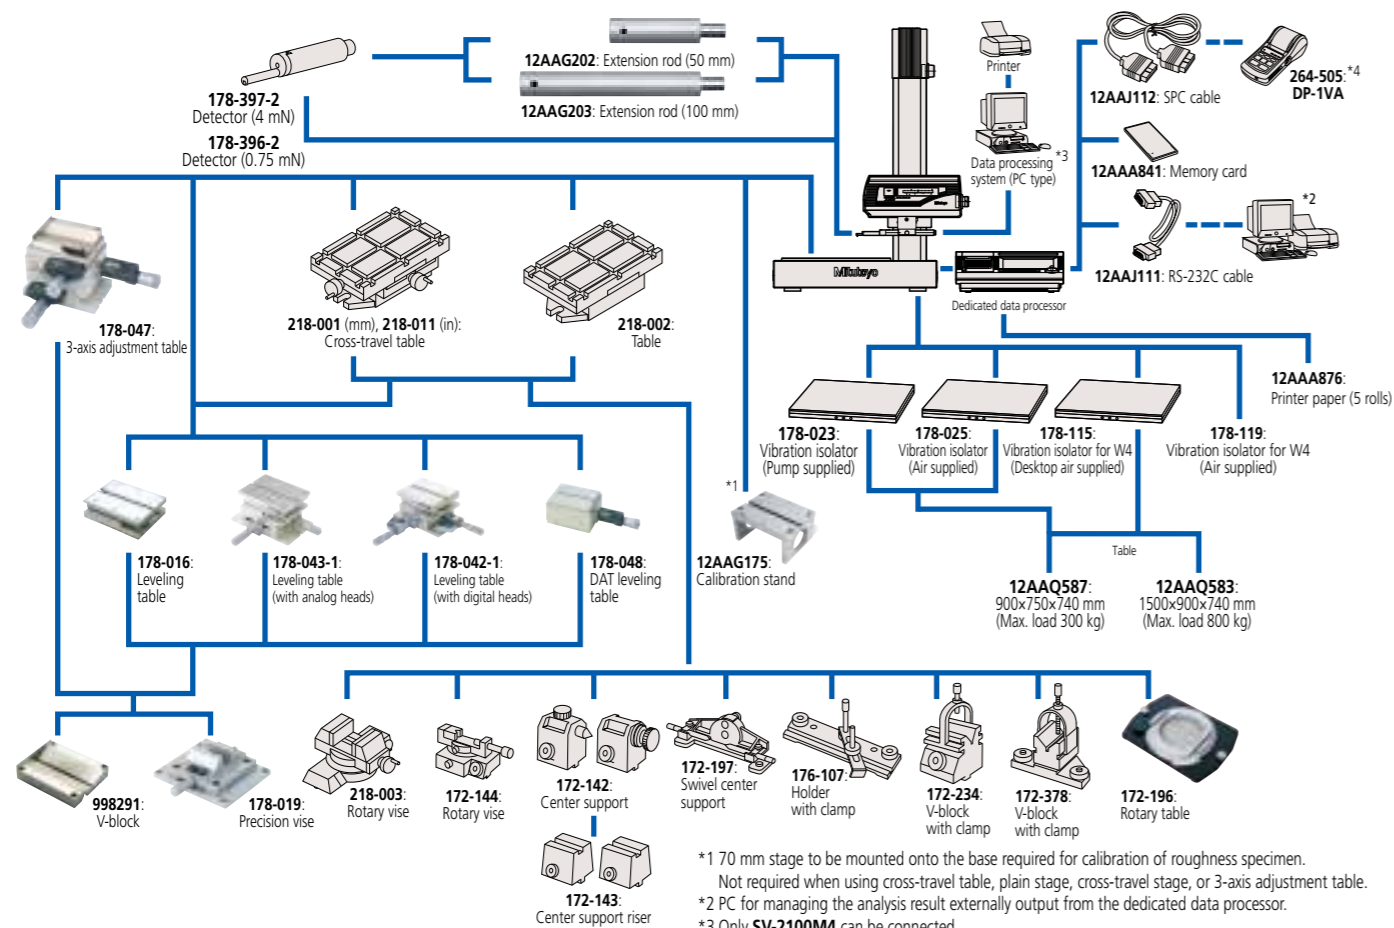 178-397-2
Detector (4 mN)
178-396-2
Detector (0.75 mN)
12AAG202: Extension rod (50 mm)
12AAG203: Extension rod (100 mm)
Printer
Data processing *3
system (PC type)
12AAJ112: SPC cable
264-505:*4
DP-1VA
12AAA841: Memory card
*2
12AAJ111: RS-232C cable
Mitutoyo
Dedicated data processor
178-047:
3-axis adjustment table
218-001 (mm), 218-011 (in):
Cross-travel table
218-002:
Table
12AAA876:
Printer paper (5 rolls)
178-023:
Vibration isolator
(Pump supplied)
178-025:
Vibration isolator
(Air supplied)
178-115:
Vibration isolator for W4
(Desktop air supplied)
178-119:
Vibration isolator for W4
(Air supplied)
178-016:
Leveling
table
178-043-1:
Leveling table
(with analog heads)
178-042-1:
Leveling table
(with digital heads)
178-048:
DAT leveling
table
*1
12AAG175:
Calibration stand
Table
12AAQ587:
900×750×740 mm
(Max. load 300 kg)
12AAQ583:
1500×900×740 mm
(Max. load 800 kg)
998291:
V-block
178-019:
Precision vise
218-003:
Rotary vise
172-144:
Rotary vise
172-142:
Center support
172-143:
Center support riser
172-197:
Swivel center
support
176-107:
Holder
with clamp
172-234:
V-block
with clamp
172-378:
V-block
with clamp
172-196:
Rotary table
*1 70 mm stage to be mounted onto the base required for calibration of roughness specimen.
Not required when using cross-travel table, plain stage, cross-travel stage, or 3-axis adjustment table.
*2 PC for managing the analysis result externally output from the dedicated data processor.
*3 Only SV-2100M4 can be connected.